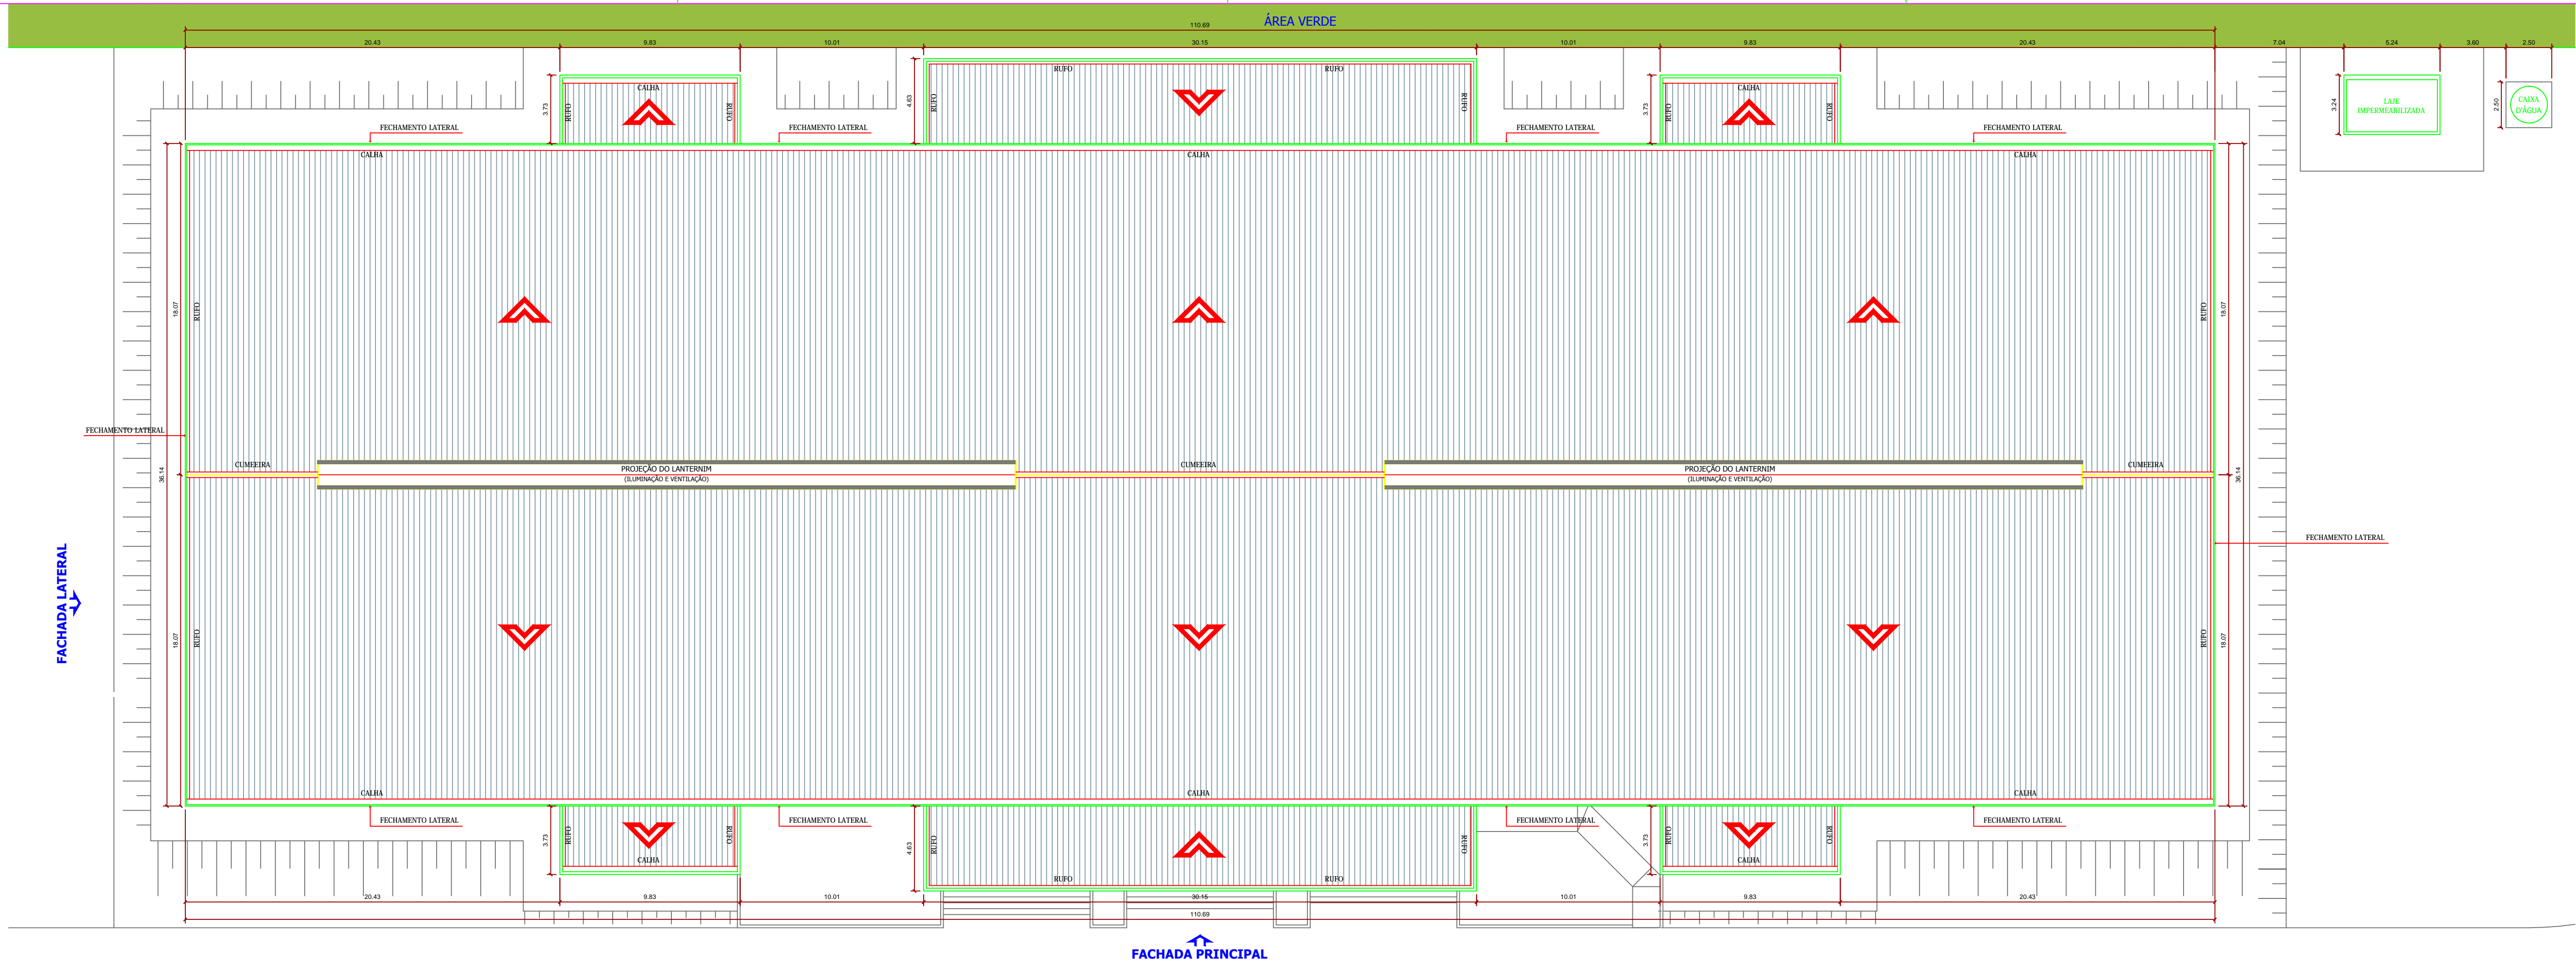 ÁREA VERDE
110.69
20.43
9.83
10.01
30.15
10.01
9.83
20.43
7.04
5.24
3.60
2.50
RUFO
RUFO
CALHA
CALHA
3.73
RUFO
RUFO
4.63
RUFO
RUFO
3.73
RUFO
RUFO
3.24
LAJE
IMPERMEABILIZADA
2.50
CAIXA
D'ÁGUA
FECHAMENTO LATERAL
FECHAMENTO LATERAL
FECHAMENTO LATERAL
FECHAMENTO LATERAL
CALHA
CALHA
CALHA
18.07
RUFO
RUFO
18.07
FECHAMENTO LATERAL
36.14
CUMEEIRA
PROJEÇÃO DO LANTERNIM
(ILUMINAÇÃO E VENTILAÇÃO)
CUMEEIRA
PROJEÇÃO DO LANTERNIM
(ILUMINAÇÃO E VENTILAÇÃO)
CUMEEIRA
36.14
FECHAMENTO LATERAL
FACHADA LATERAL
18.07
RUFO
RUFO
18.07
CALHA
CALHA
CALHA
FECHAMENTO LATERAL
FECHAMENTO LATERAL
FECHAMENTO LATERAL
FECHAMENTO LATERAL
3.73
RUFO
RUFO
4.63
RUFO
RUFO
3.73
RUFO
RUFO
CALHA
CALHA
RUFO
RUFO
20.43
9.83
10.01
30.15
10.01
9.83
20.43
110.69
FACHADA PRINCIPAL